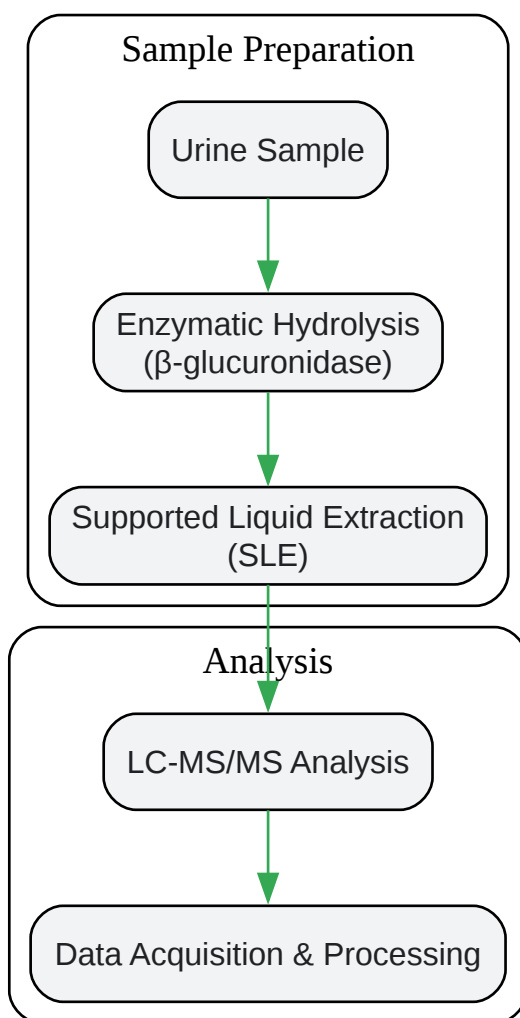 Sample Preparation
Urine Sample
Enzymatic Hydrolysis
(β-glucuronidase)
Supported Liquid Extraction
(SLE)
Analysis
LC-MS/MS Analysis
Data Acquisition & Processing